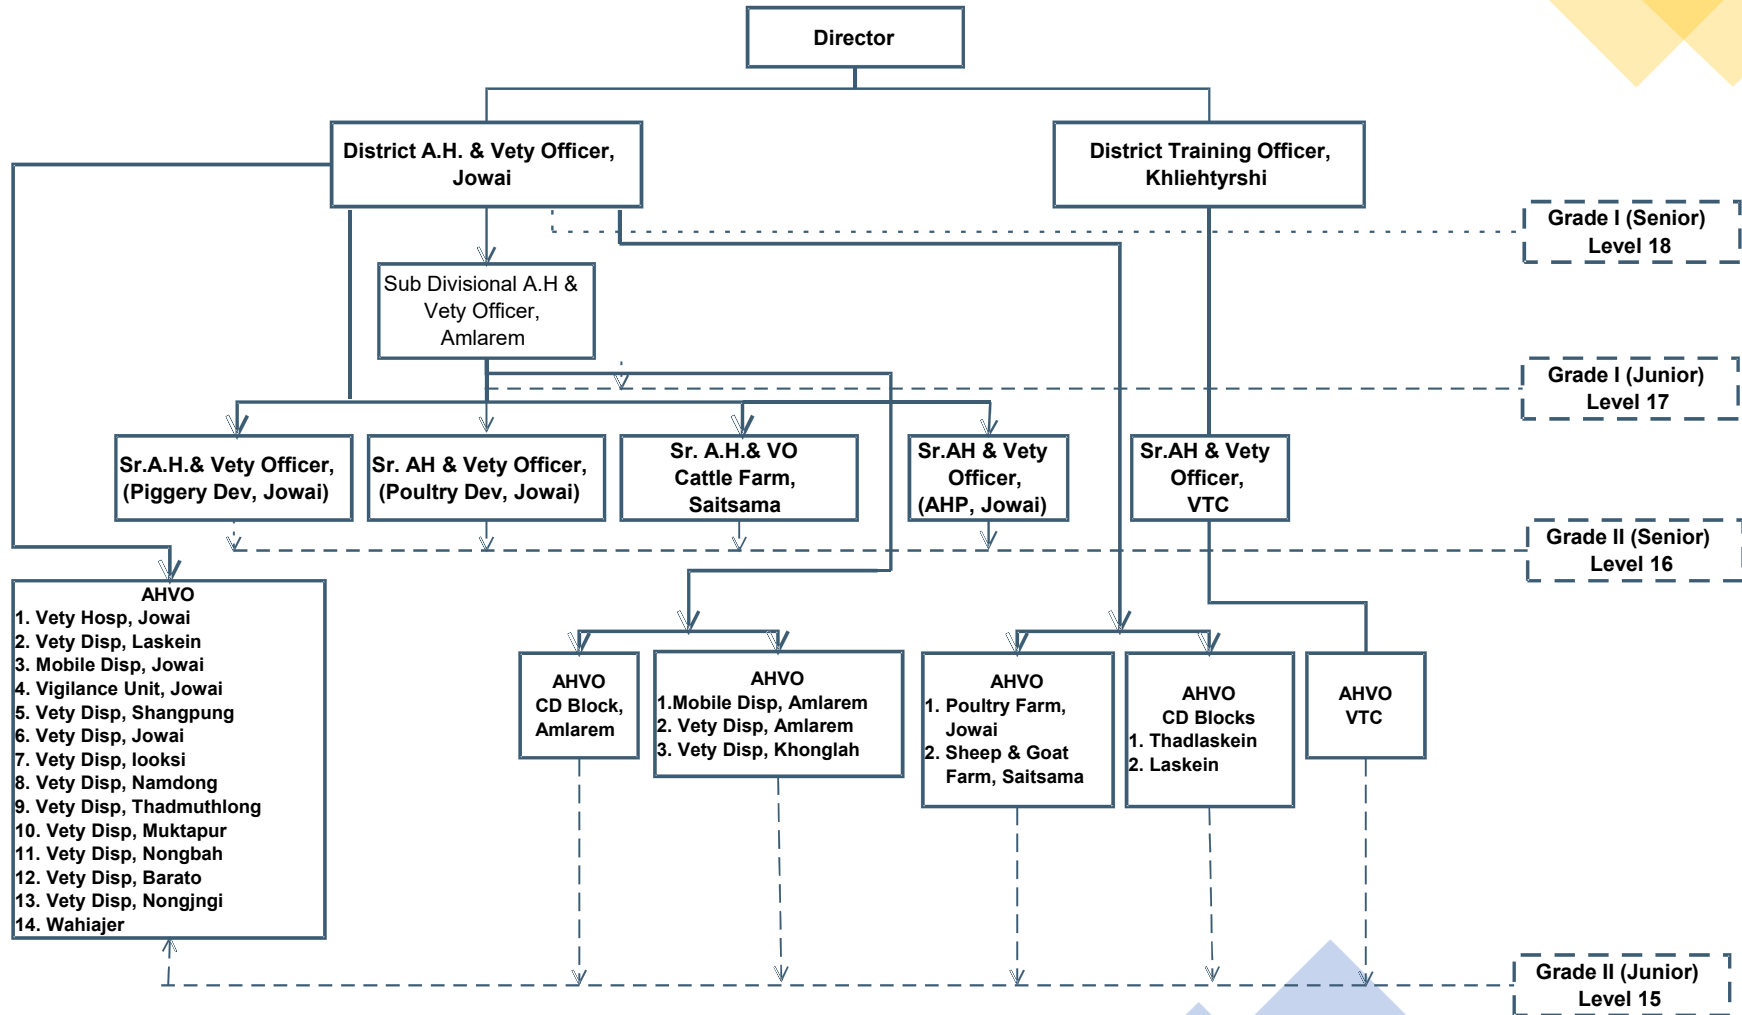 Director
District A.H. & Vety Officer,
Jowai
District Training Officer,
Khliehtyrshi
Grade I (Senior)
Level 18
Sub Divisional A.H &
Vety Officer,
Amlarem
Grade I (Junior)
Level 17
Sr.A.H.& Vety Officer,
(Piggery Dev, Jowai)
Sr. AH & Vety Officer,
(Poultry Dev, Jowai)
Sr. A.H.& VO
Cattle Farm,
Saitsama
Sr.AH & Vety
Officer,
(AHP, Jowai)
Sr.AH & Vety
Officer,
VTC
Grade II (Senior)
Level 16
AHVO
1. Vety Hosp, Jowai
2. Vety Disp, Laskein
3. Mobile Disp, Jowai
4. Vigilance Unit, Jowai
5. Vety Disp, Shangpung
6. Vety Disp, Jowai
7. Vety Disp, Iooksi
8. Vety Disp, Namdong
9. Vety Disp, Thadmuthlong
10. Vety Disp, Muktapur
11. Vety Disp, Nongbah
12. Vety Disp, Barato
13. Vety Disp, Nongjngi
14. Wahiajer
AHVO
CD Block,
Amlarem
AHVO
1.Mobile Disp, Amlarem
2. Vety Disp, Amlarem
3. Vety Disp, Khonglah
AHVO
1. Poultry Farm,
Jowai
2. Sheep & Goat
Farm, Saitsama
AHVO
CD Blocks
1. Thadlaskein
2. Laskein
AHVO
VTC
Grade II (Junior)
Level 15